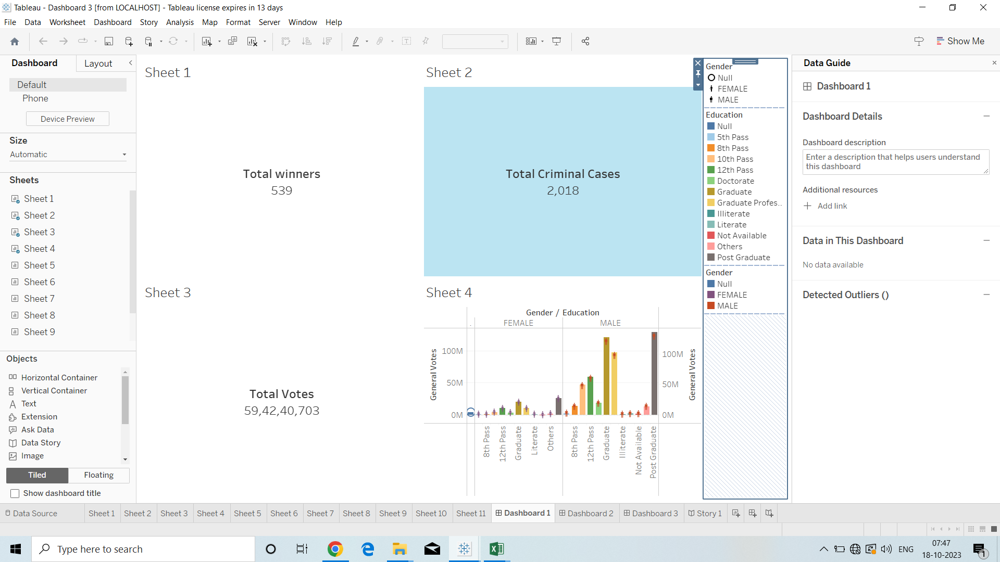 Tableau - Dashboard 3 [from LOCALHOST] - Tableau license expires in 13 days
File Data Worksheet Dashboard Story Analysis Map Format Server Window Help
Show Me
Dashboard Layout
Default
Phone
Device Preview
Size
Automatic
Sheets
Sheet 1
Sheet 2
Sheet 3
Sheet 4
Sheet 5
Sheet 6
Sheet 7
Sheet 8
Sheet 9
Objects
Horizontal Container
Vertical Container
Text
Extension
Ask Data
Data Story
Image
Tiled Floating
Show dashboard title
Sheet 1
Total winners
539
Sheet 2
Total Criminal Cases
2,018
Sheet 3
Total Votes
59,42,40,703
Sheet 4
Gender / Education
. FEMALE MALE
General Votes
100M
50M
0M
100M
50M
0M
General Votes
8th Pass
12th Pass
Graduate
Literate
Others
8th Pass
12th Pass
Graduate
Illiterate
Not Available
Post Graduate
Gender
Null
FEMALE
MALE
Education
Null
5th Pass
8th Pass
10th Pass
12th Pass
Doctorate
Graduate
Graduate Profes..
Illiterate
Literate
Not Available
Others
Post Graduate
Gender
Null
FEMALE
MALE
Data Guide
Dashboard 1
Dashboard Details
Dashboard description
Enter a description that helps users understand
this dashboard
Additional resources
Add link
Data in This Dashboard
No data available
Detected Outliers ()
Data Source Sheet 1 Sheet 2 Sheet 3 Sheet 4 Sheet 5 Sheet 6 Sheet 7 Sheet 8 Sheet 9 Sheet 10 Sheet 11 Dashboard 1 Dashboard 2 Dashboard 3 Story 1
Type here to search
ENG
07:47
18-10-2023
1